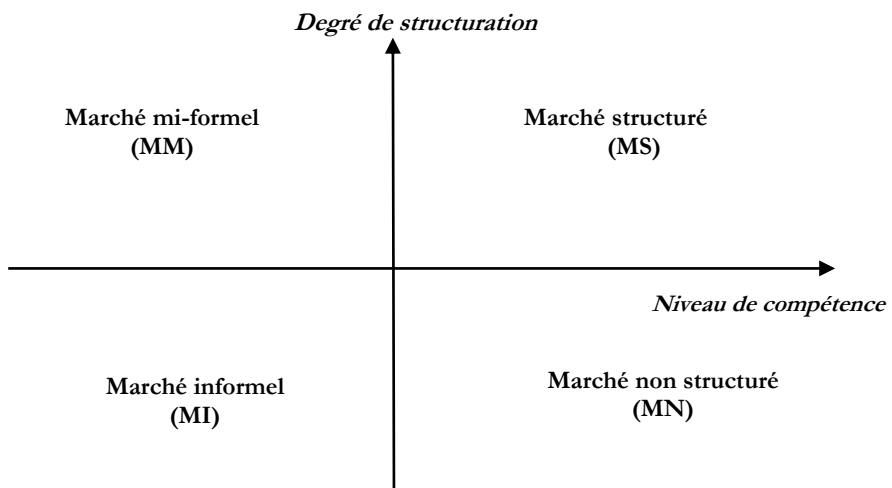 Degré de structuration
Marché mi-formel
(MM)
Marché structuré
(MS)
Niveau de compétence
Marché informel
(MI)
Marché non structuré
(MN)